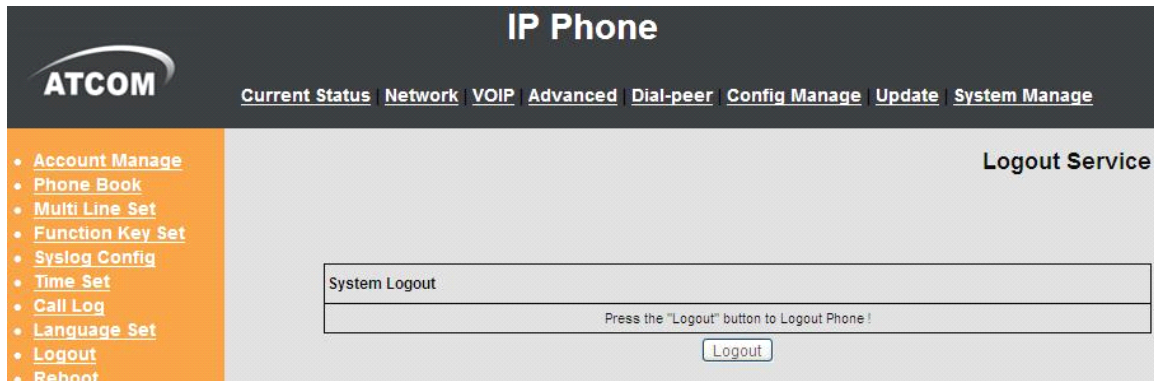 IP Phone
ATCOM
Current Status | Network | VOIP | Advanced | Dial-peer | Config Manage | Update | System Manage
Account Manage
Phone Book
Multi Line Set
Function Key Set
Syslog Config
Time Set
Call Log
Language Set
Logout
Reboot
Logout Service
System Logout
Press the "Logout" button to Logout Phone !
Logout